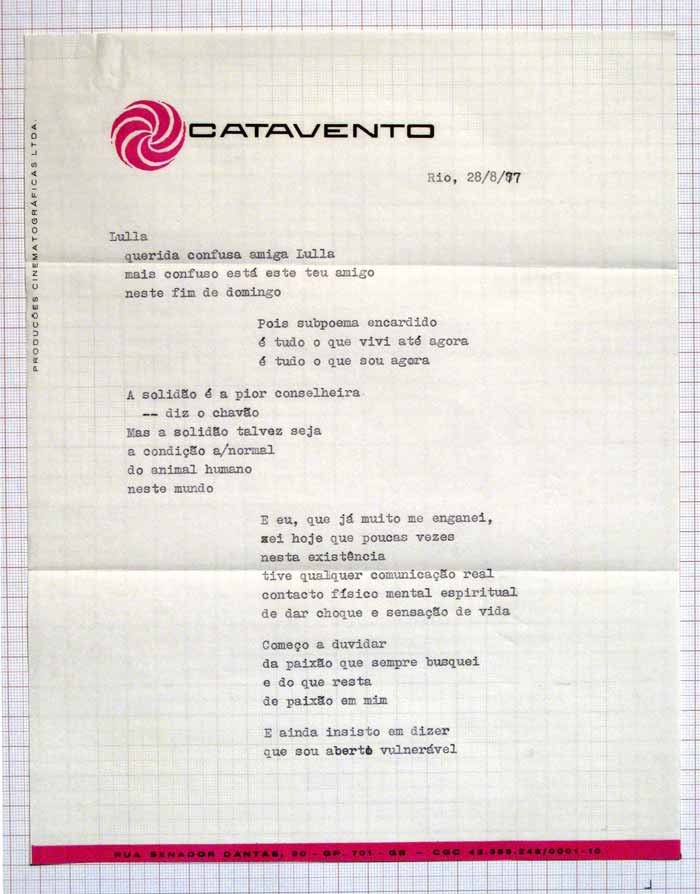 CATAVENTO
PRODUÇÕES CINEMATOGRÁFICAS LTDA.
Rio, 28/8/77
Lulla
querida confusa amiga Lulla
mais confuso está este teu amigo
neste fim de domingo
Pois subpoema encardido
é tudo o que vivi até agora
é tudo o que sou agora
A solidão é a pior conselheira
-- diz o chavão
Mas a solidão talvez seja
a condição a/normal
do animal humano
neste mundo
E eu, que já muito me enganei,
sei hoje que poucas vezes
nesta existência
tive qualquer comunicação real
contacto físico mental espiritual
de dar choque e sensação de vida
Começo a duvidar
da paixão que sempre busquei
e do que resta
de paixão em mim
E ainda insisto em dizer
que sou aberto vulnerável
RUA SENADOR DANTAS, 20 - GP. 701 - GB - CGC